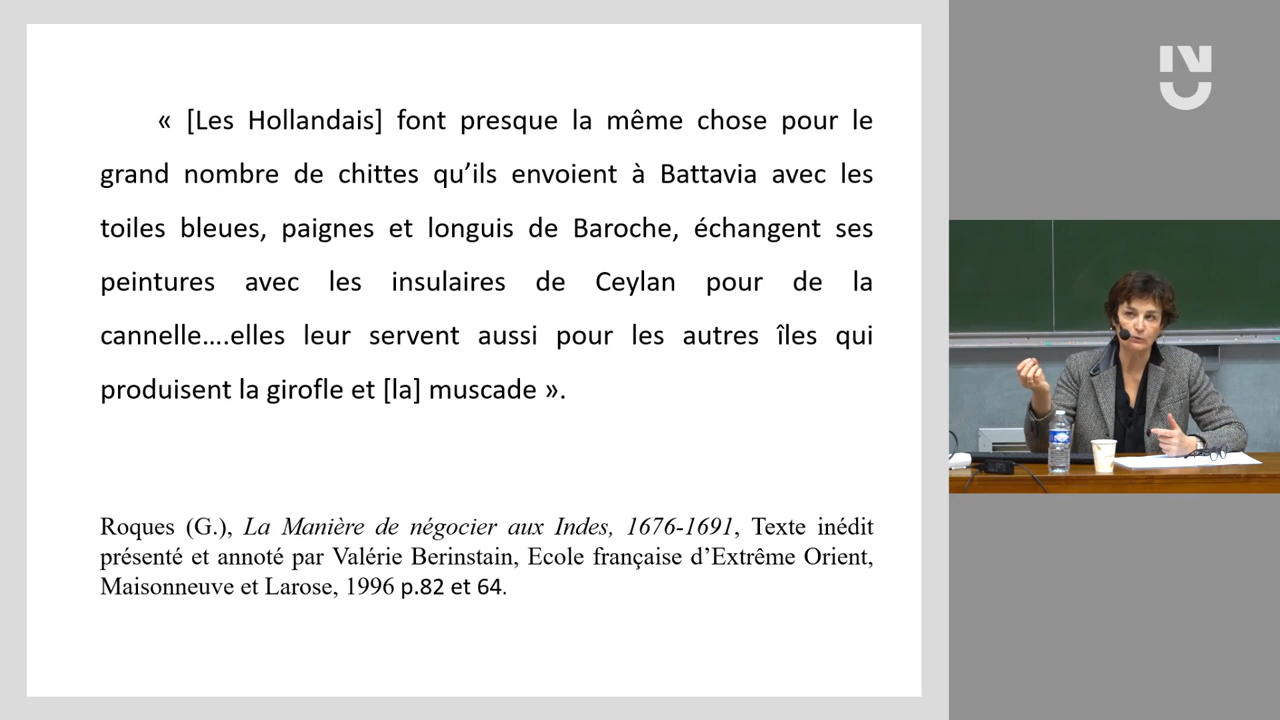 « [Les Hollandais] font presque la même chose pour le
grand nombre de chittes qu’ils envoient à Battavia avec les
toiles bleues, paignes et longuis de Baroche, échangent ses
peintures avec les insulaires de Ceylan pour de la
cannelle….elles leur servent aussi pour les autres îles qui
produisent la girofle et [la] muscade ».
Roques (G.), La Manière de négocier aux Indes, 1676-1691, Texte inédit
présenté et annoté par Valérie Berinstain, Ecole française d’Extrême Orient,
Maisonneuve et Larose, 1996 p.82 et 64.